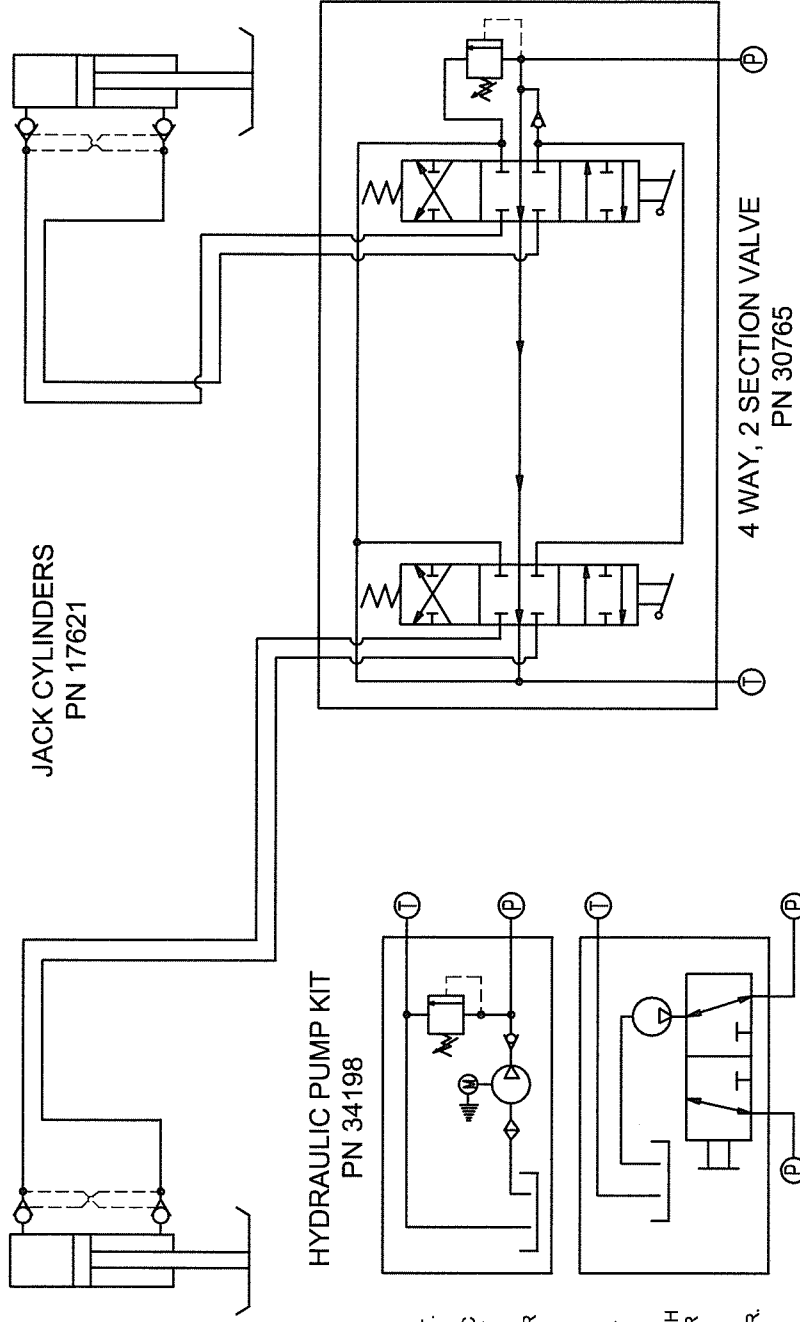 JACK CYLINDERS
PN 17621
4 WAY, 2 SECTION VALVE
PN 30765
HYDRAULIC PUMP KIT
PN 34198
P
T
T
P
M
T
P
P